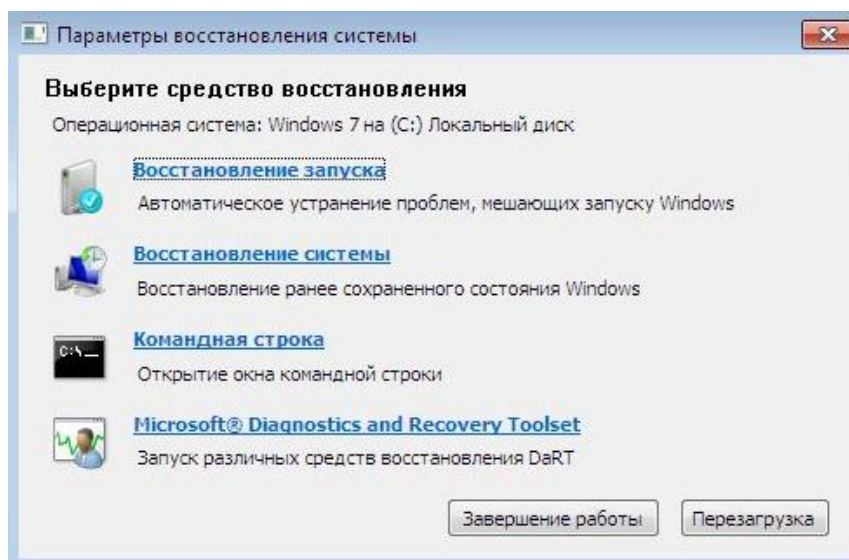 Параметры восстановления системы
Выберите средство восстановления
Операционная система: Windows 7 на (C:) Локальный диск
Восстановление запуска
Автоматическое устранение проблем, мешающих запуску Windows
Восстановление системы
Восстановление ранее сохраненного состояния Windows
C:\_
Командная строка
Открытие окна командной строки
Microsoft® Diagnostics and Recovery Toolset
Запуск различных средств восстановления DaRT
Завершение работы Перезагрузка